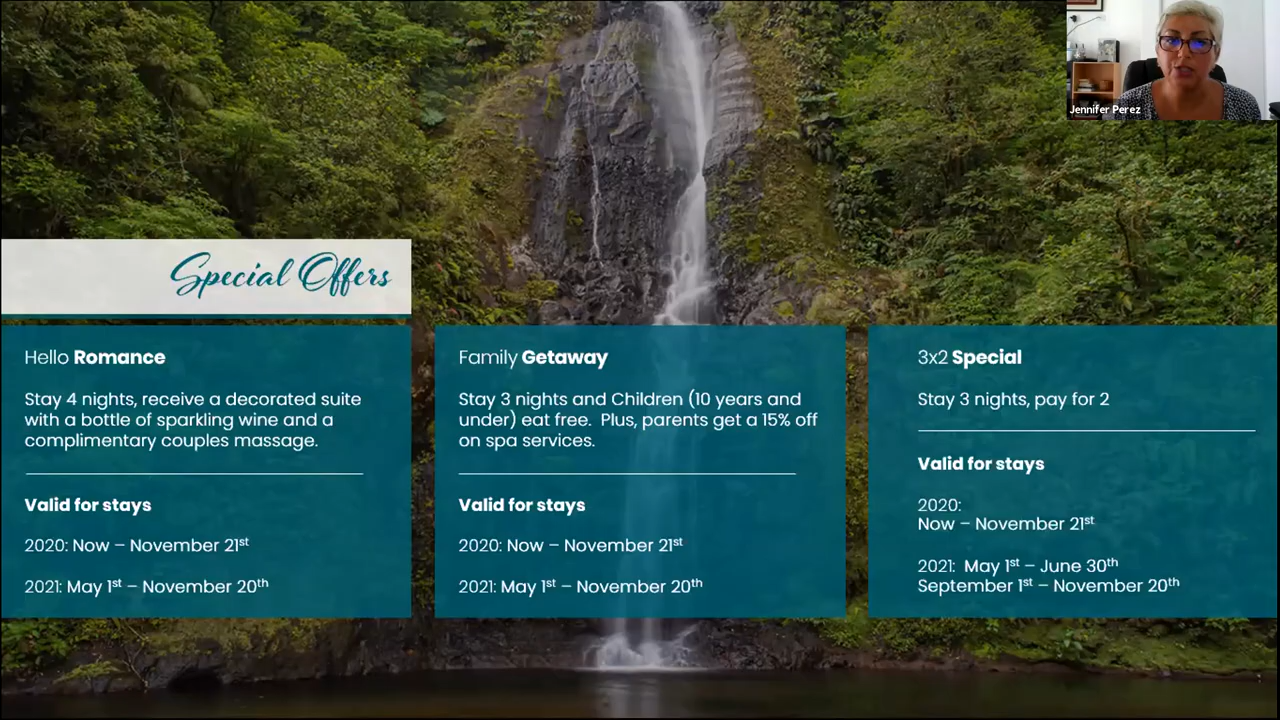 Jennifer Perez
Special Offers
Hello Romance
Stay 4 nights, receive a decorated suite
with a bottle of sparkling wine and a
complimentary couples massage.
Valid for stays
2020: Now – November 21st
2021: May 1st – November 20th
Family Getaway
Stay 3 nights and Children (10 years and
under) eat free.  Plus, parents get a 15% off
on spa services.
Valid for stays
2020: Now – November 21st
2021: May 1st – November 20th
3x2 Special
Stay 3 nights, pay for 2
Valid for stays
2020:
Now – November 21st
2021:  May 1st – June 30th
September 1st – November 20th